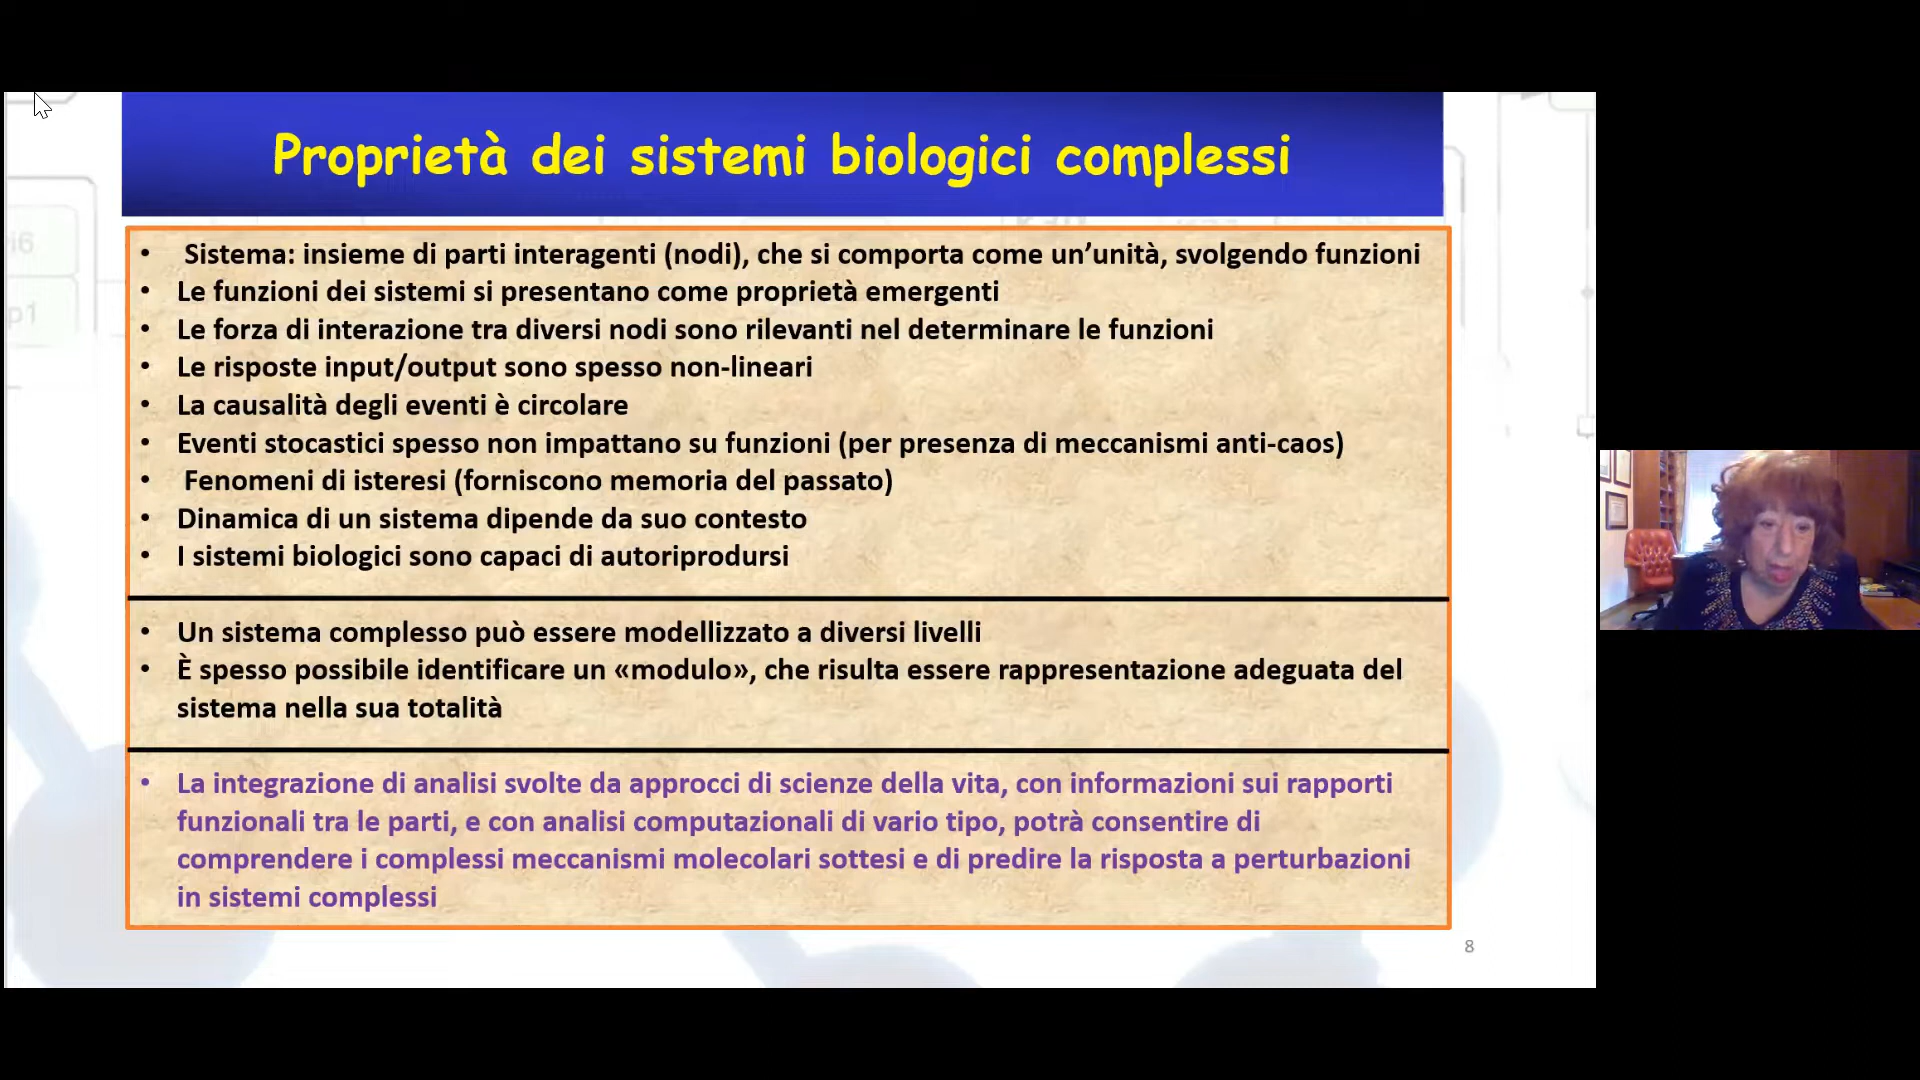 Proprietà dei sistemi biologici complessi
• Sistema: insieme di parti interagenti (nodi), che si comporta come un’unità, svolgendo funzioni
• Le funzioni dei sistemi si presentano come proprietà emergenti
• Le forza di interazione tra diversi nodi sono rilevanti nel determinare le funzioni
• Le risposte input/output sono spesso non-lineari
• La causalità degli eventi è circolare
• Eventi stocastici spesso non impattano su funzioni (per presenza di meccanismi anti-caos)
• Fenomeni di isteresi (forniscono memoria del passato)
• Dinamica di un sistema dipende da suo contesto
• I sistemi biologici sono capaci di autoriprodursi
• Un sistema complesso può essere modellizzato a diversi livelli
• È spesso possibile identificare un «modulo», che risulta essere rappresentazione adeguata del
sistema nella sua totalità
• La integrazione di analisi svolte da approcci di scienze della vita, con informazioni sui rapporti
funzionali tra le parti, e con analisi computazionali di vario tipo, potrà consentire di
comprendere i complessi meccanismi molecolari sottesi e di predire la risposta a perturbazioni
in sistemi complessi
8